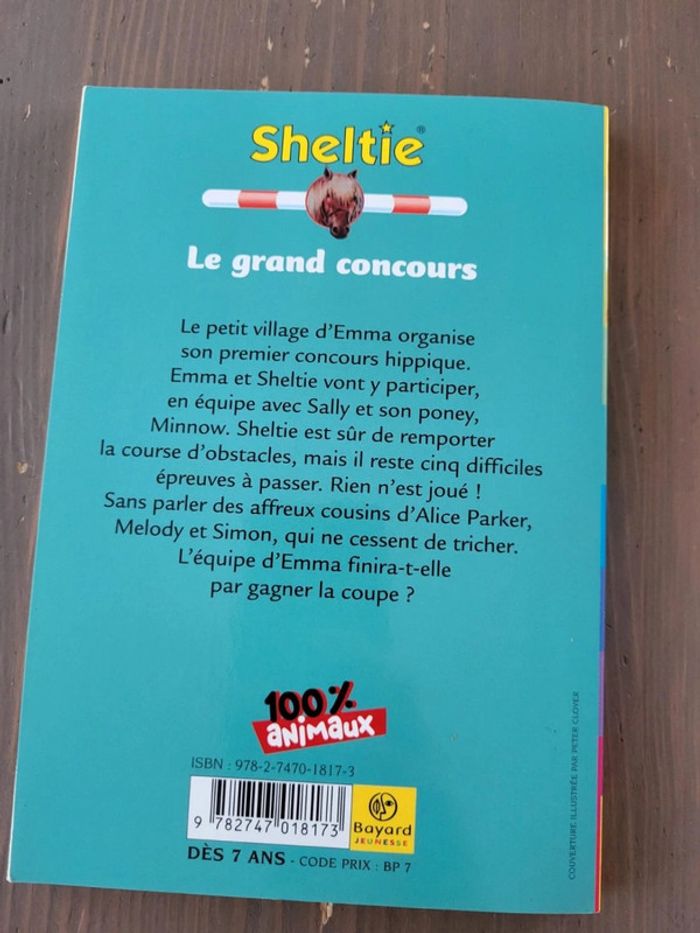 Sheltie®
Le grand concours
Le petit village d'Emma organise
son premier concours hippique.
Emma et Sheltie vont y participer,
en équipe avec Sally et son poney,
Minnow. Sheltie est sûr de remporter
la course d'obstacles, mais il reste cinq difficiles
épreuves à passer. Rien n'est joué !
Sans parler des affreux cousins d'Alice Parker,
Melody et Simon, qui ne cessent de tricher.
L'équipe d'Emma finira-t-elle
par gagner la coupe ?
100%
animaux
ISBN : 978-2-7470-1817-3
9 782747 018173
Bayard
JEUNESSE
DÈS 7 ANS - CODE PRIX : BP 7
COUVERTURE ILLUSTRÉE PAR PETER CLOVER